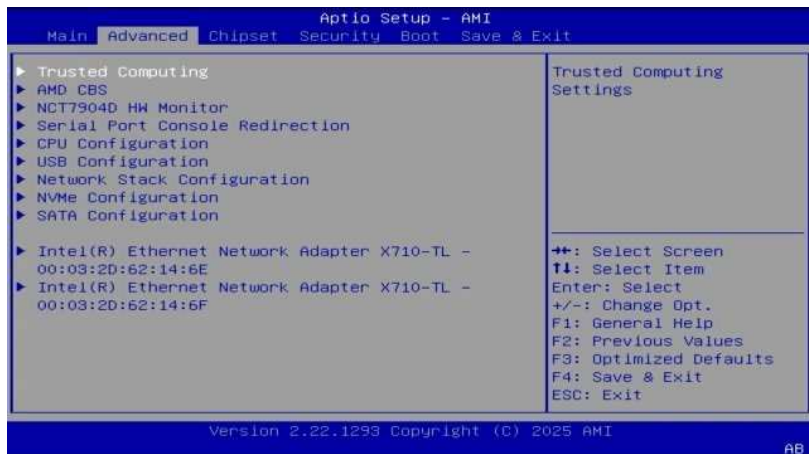 Aptio Setup – AMI
Main Advanced Chipset Security Boot Save & Exit
▶ Trusted Computing
▶ AMD CBS
▶ NCT7904D HW Monitor
▶ Serial Port Console Redirection
▶ CPU Configuration
▶ USB Configuration
▶ Network Stack Configuration
▶ NVMe Configuration
▶ SATA Configuration
▶ Intel(R) Ethernet Network Adapter X710-TL –
00:03:2D:62:14:6E
▶ Intel(R) Ethernet Network Adapter X710-TL –
00:03:2D:62:14:6F
Trusted Computing
Settings
→←: Select Screen
↑↓: Select Item
Enter: Select
+/-: Change Opt.
F1: General Help
F2: Previous Values
F3: Optimized Defaults
F4: Save & Exit
ESC: Exit
Version 2.22.1293 Copyright (C) 2025 AMI
AB